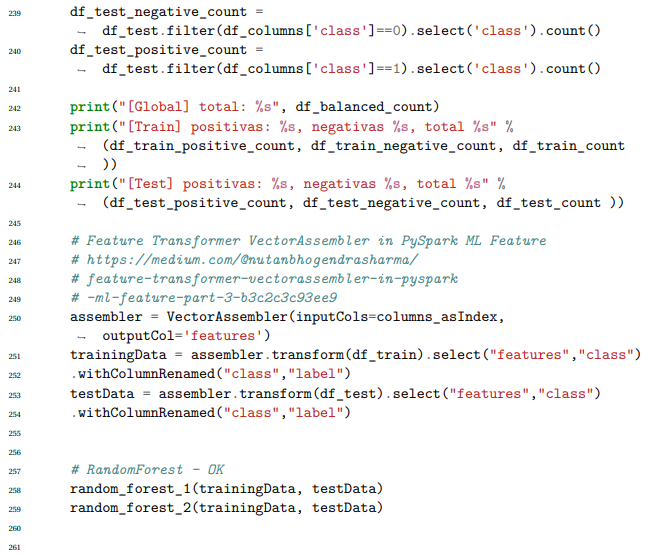 239 df_test_negative_count =
↪ df_test.filter(df_columns['class']==0).select('class').count()
240 df_test_positive_count =
↪ df_test.filter(df_columns['class']==1).select('class').count()
241
242 print("[Global] total: %s", df_balanced_count)
243 print("[Train] positivas: %s, negativas %s, total %s" %
↪ (df_train_positive_count, df_train_negative_count, df_train_count
↪ ))
244 print("[Test] positivas: %s, negativas %s, total %s" %
↪ (df_test_positive_count, df_test_negative_count, df_test_count ))
245
246 # Feature Transformer VectorAssembler in PySpark ML Feature
247 # https://medium.com/@nutanbhogendrasharma/
248 # feature-transformer-vectorassembler-in-pyspark
249 # -ml-feature-part-3-b3c2c3c93ee9
250 assembler = VectorAssembler(inputCols=columns_asIndex,
↪ outputCol='features')
251 trainingData = assembler.transform(df_train).select("features","class")
252 .withColumnRenamed("class","label")
253 testData = assembler.transform(df_test).select("features","class")
254 .withColumnRenamed("class","label")
255
256
257 # RandomForest - OK
258 random_forest_1(trainingData, testData)
259 random_forest_2(trainingData, testData)
260
261